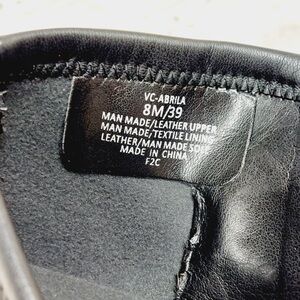 VC-ABRILA
8M/39
MAN MADE/LEATHER UPPER
MAN MADE/TEXTILE LINING
LEATHER/MAN MADE SOLE
MADE IN CHINA
F2C